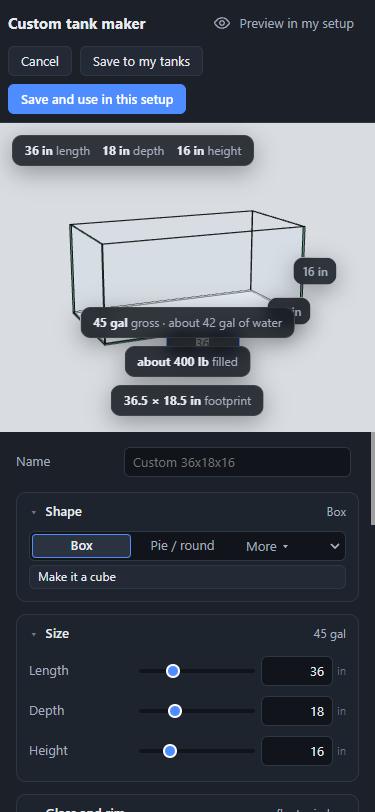 Custom tank maker
Preview in my setup
Cancel
Save to my tanks
Save and use in this setup
36 in length 18 in depth 16 in height
16 in
in
45 gal gross · about 42 gal of water
36
about 400 lb filled
36.5 × 18.5 in footprint
Name
Custom 36x18x16
Shape
Box
Box
Pie / round
More
Make it a cube
Size
45 gal
Length
36 in
Depth
18 in
Height
16 in